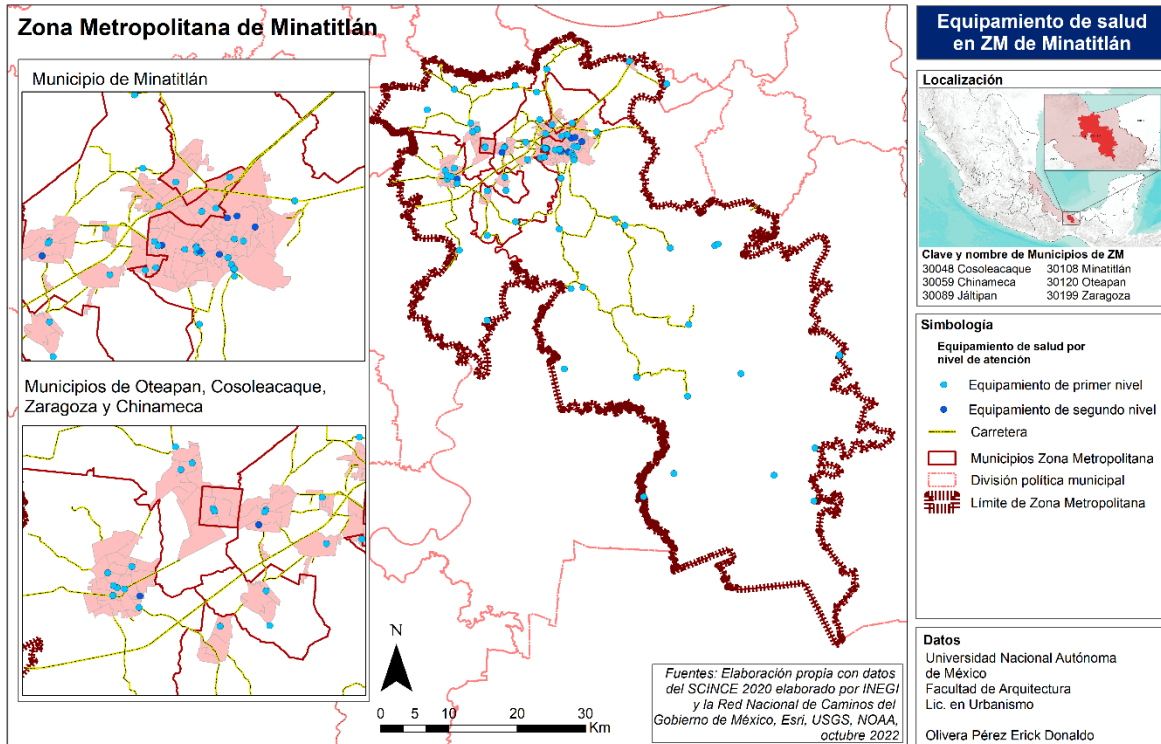 Zona Metropolitana de Minatitlán
Municipio de Minatitlán
Municipios de Oteapan, Cosoleacaque,
Zaragoza y Chinameca
N
0 5 10 20 30
Km
Fuentes: Elaboración propia con datos
del SCINCE 2020 elaborado por INEGI
y la Red Nacional de Caminos del
Gobierno de México, Esri, USGS, NOAA,
octubre 2022
Equipamiento de salud
en ZM de Minatitlán
Localización
Clave y nombre de Municipios de ZM
30048 Cosoleacaque 30108 Minatitlán
30059 Chinameca 30120 Oteapan
30089 Jáltipan 30199 Zaragoza
Simbología
Equipamiento de salud por
nivel de atención
Equipamiento de primer nivel
Equipamiento de segundo nivel
Carretera
Municipios Zona Metropolitana
División política municipal
Límite de Zona Metropolitana
Datos
Universidad Nacional Autónoma
de México
Facultad de Arquitectura
Lic. en Urbanismo
Olivera Pérez Erick Donaldo